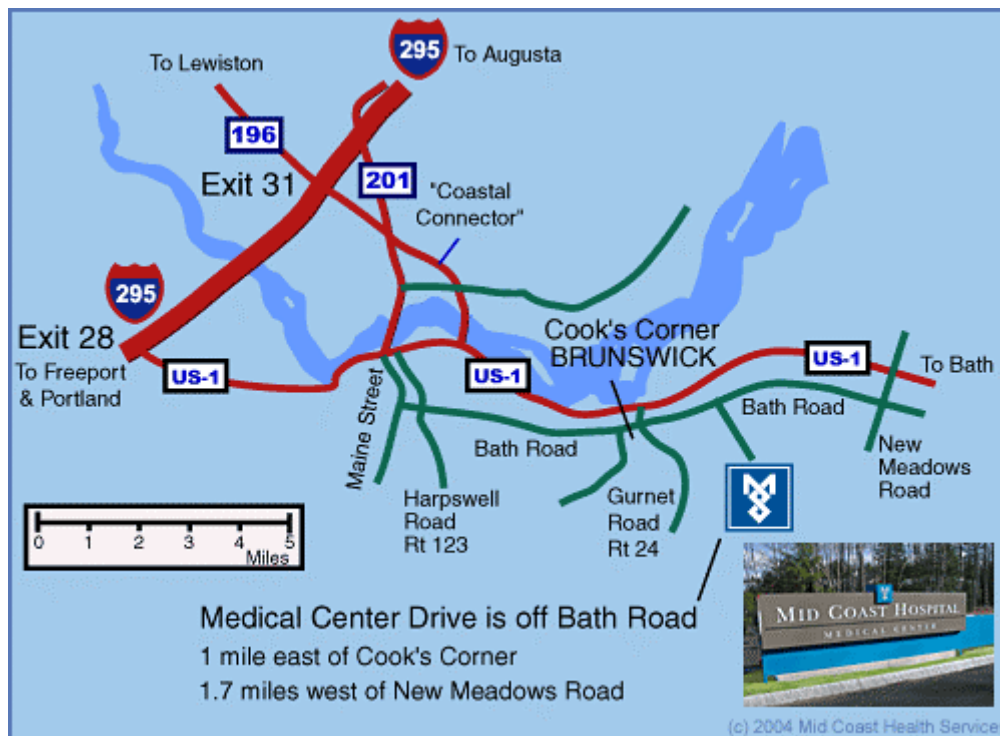 295
To Augusta
To Lewiston
196
Exit 31
201
"Coastal
Connector"
295
Exit 28
To Freeport
& Portland
US-1
Cook's Corner
BRUNSWICK
US-1
US-1
To Bath
Bath Road
Maine Street
Bath Road
New
Meadows
Road
Harpswell
Road
Rt 123
Gurnet
Road
Rt 24
0 1 2 3 4 5
Miles
Medical Center Drive is off Bath Road
1 mile east of Cook's Corner
1.7 miles west of New Meadows Road
MID COAST HOSPITAL
MEDICAL CENTER
(c) 2004 Mid Coast Health Service